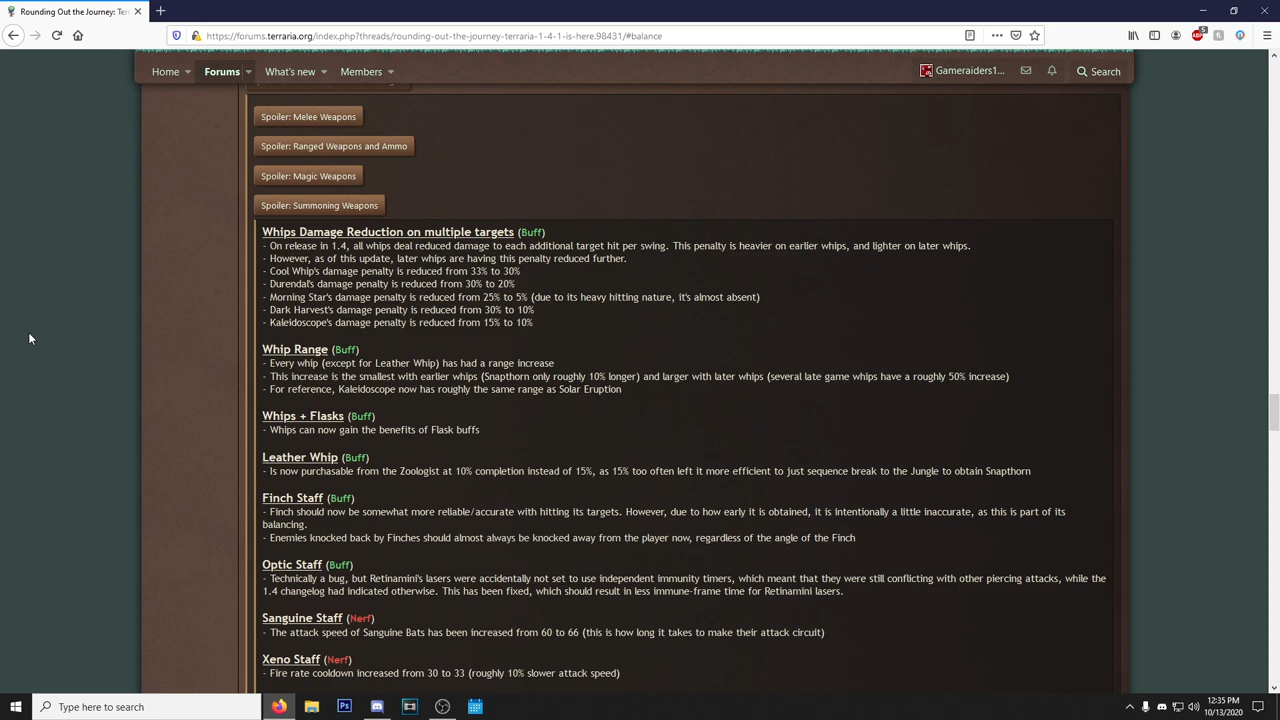 Rounding Out the Journey: Terr
https://forums.terraria.org/index.php?threads/rounding-out-the-journey-terraria-1-4-1-is-here.98431/#balance
Home Forums What's new Members Gameraiders1... Search
Spoiler: Melee Weapons
Spoiler: Ranged Weapons and Ammo
Spoiler: Magic Weapons
Spoiler: Summoning Weapons
Whips Damage Reduction on multiple targets (Buff)
- On release in 1.4, all whips deal reduced damage to each additional target hit per swing. This penalty is heavier on earlier whips, and lighter on later whips.
- However, as of this update, later whips are having this penalty reduced further.
- Cool Whip's damage penalty is reduced from 33% to 30%
- Durendal's damage penalty is reduced from 30% to 20%
- Morning Star's damage penalty is reduced from 25% to 5% (due to its heavy hitting nature, it's almost absent)
- Dark Harvest's damage penalty is reduced from 30% to 10%
- Kaleidoscope's damage penalty is reduced from 15% to 10%
Whip Range (Buff)
- Every whip (except for Leather Whip) has had a range increase
- This increase is the smallest with earlier whips (Snapthorn only roughly 10% longer) and larger with later whips (several late game whips have a roughly 50% increase)
- For reference, Kaleidoscope now has roughly the same range as Solar Eruption
Whips + Flasks (Buff)
- Whips can now gain the benefits of Flask buffs
Leather Whip (Buff)
- Is now purchasable from the Zoologist at 10% completion instead of 15%, as 15% too often left it more efficient to just sequence break to the Jungle to obtain Snapthorn
Finch Staff (Buff)
- Finch should now be somewhat more reliable/accurate with hitting its targets. However, due to how early it is obtained, it is intentionally a little inaccurate, as this is part of its
balancing.
- Enemies knocked back by Finches should almost always be knocked away from the player now, regardless of the angle of the Finch
Optic Staff (Buff)
- Technically a bug, but Retinamini's lasers were accidentally not set to use independent immunity timers, which meant that they were still conflicting with other piercing attacks, while the
1.4 changelog had indicated otherwise. This has been fixed, which should result in less immune-frame time for Retinamini lasers.
Sanguine Staff (Nerf)
- The attack speed of Sanguine Bats has been increased from 60 to 66 (this is how long it takes to make their attack circuit)
Xeno Staff (Nerf)
- Fire rate cooldown increased from 30 to 33 (roughly 10% slower attack speed)
Type here to search
12:35 PM
10/13/2020